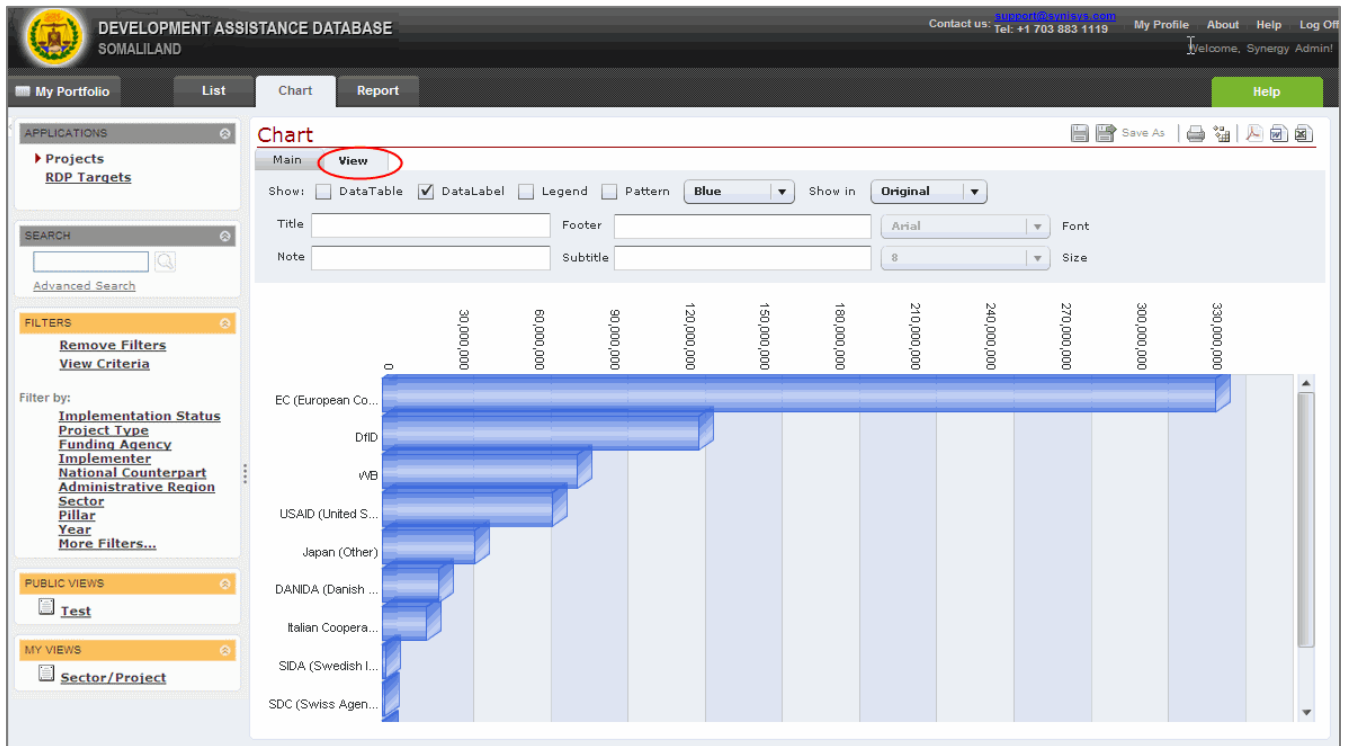 DEVELOPMENT ASSISTANCE DATABASE
SOMALILAND
Contact us: support@synisys.com
Tel: +1 703 883 1119
My Profile About Help Log Off
Welcome, Synergy Admin!
My Portfolio List Chart Report Help
APPLICATIONS
Projects
RDP Targets
SEARCH
Advanced Search
FILTERS
Remove Filters
View Criteria
Filter by:
Implementation Status
Project Type
Funding Agency
Implementer
National Counterpart
Administrative Region
Sector
Pillar
Year
More Filters...
PUBLIC VIEWS
Test
MY VIEWS
Sector/Project
Chart
Save As
Main View
Show: DataTable DataLabel Legend Pattern Blue Show in Original
Title Footer Arial Font
Note Subtitle 8 Size
0 30,000,000 60,000,000 90,000,000 120,000,000 150,000,000 180,000,000 210,000,000 240,000,000 270,000,000 300,000,000 330,000,000
EC (European Co...
DfID
WB
USAID (United S...
Japan (Other)
DANIDA (Danish ...
Italian Coopera...
SIDA (Swedish I...
SDC (Swiss Agen...